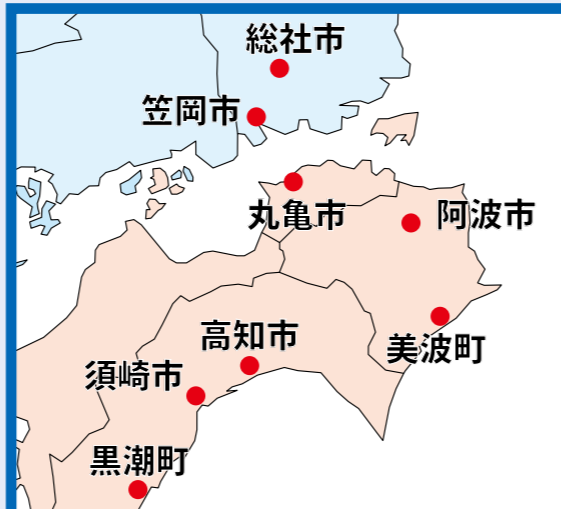 総社市
笠岡市
丸亀市
阿波市
美波町
高知市
須崎市
黒潮町